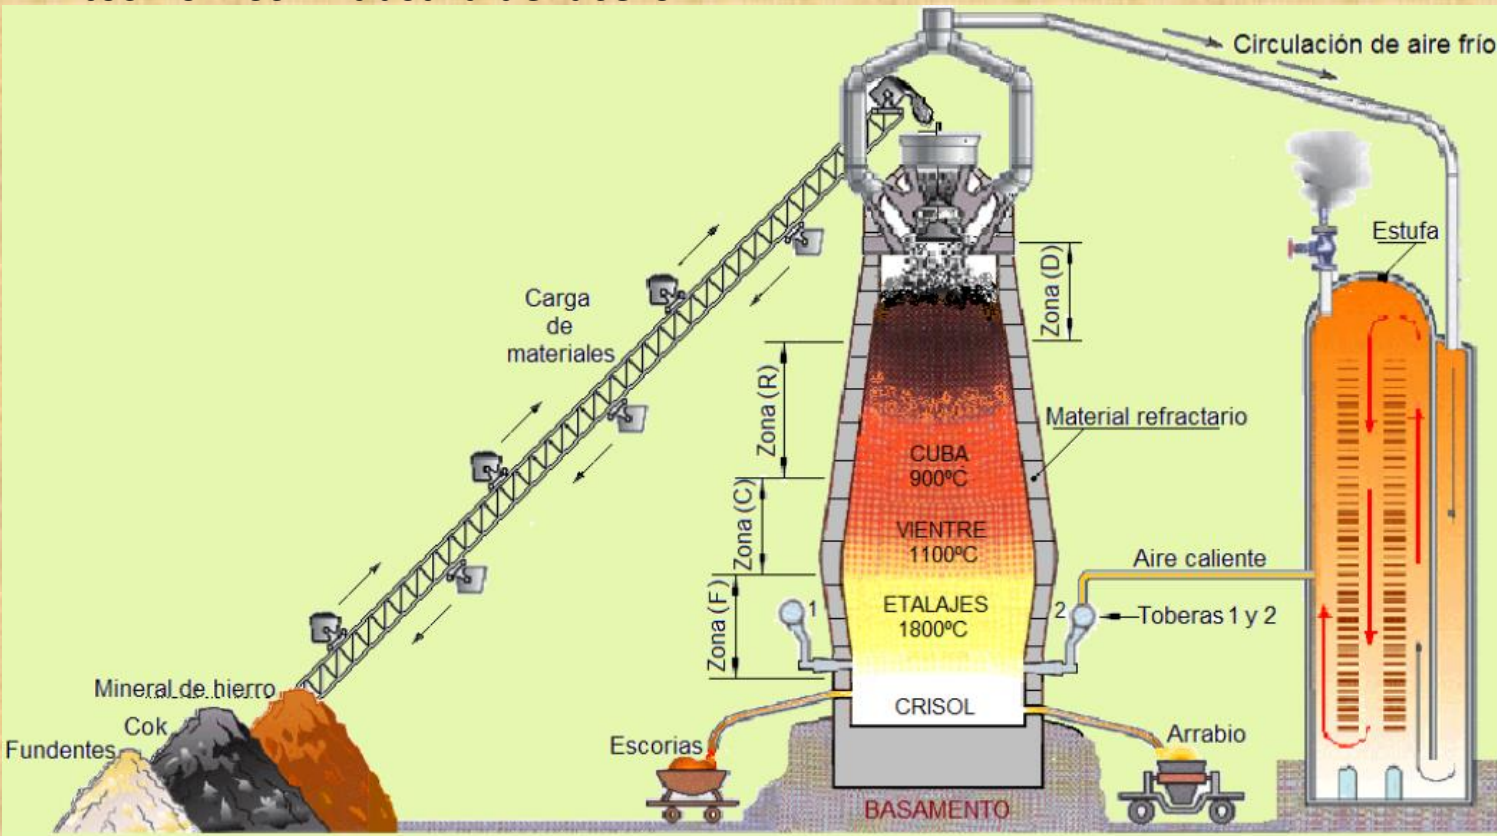 Circulación de aire frío
Estufa
Zona (D)
Carga
de
materiales
Zona (R)
Material refractario
CUBA
900ºC
Zona (C)
VIENTRE
1100ºC
Aire caliente
ETALAJES
1800ºC
Zona (F)
1
2
Toberas 1 y 2
Mineral de hierro
Cok
Fundentes
CRISOL
Escorias
Arrabio
BASAMENTO